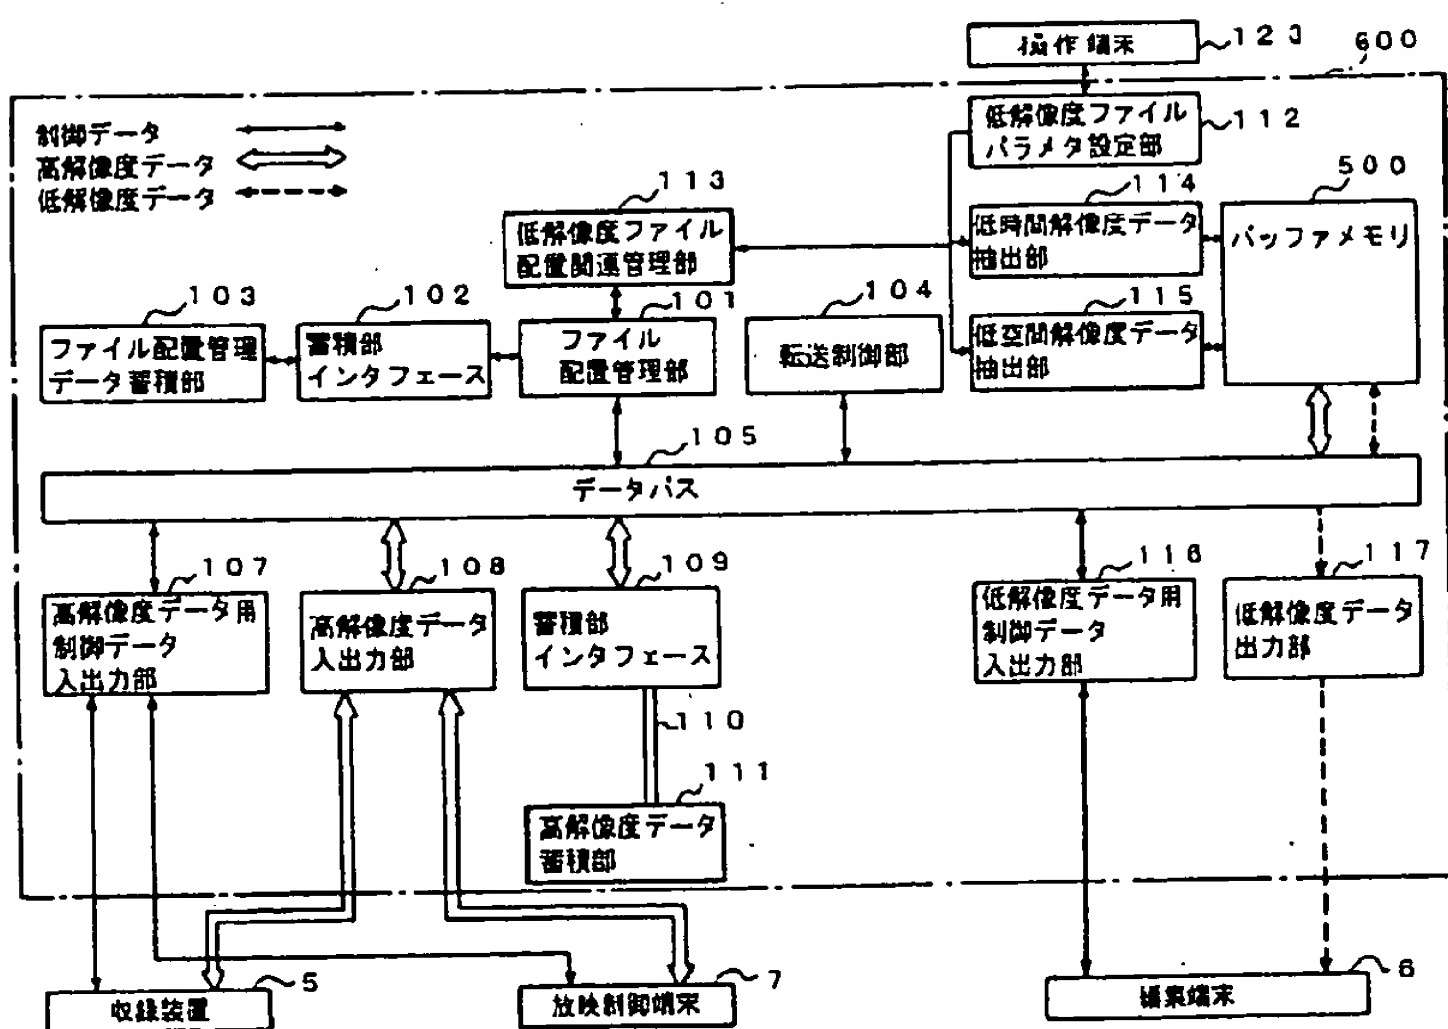 操作端末
123
600
制御データ
高解像度データ
低解像度データ
低解像度ファイル
パラメタ設定部
112
113
低解像度ファイル
配置関連管理部
114
低時間解像度データ
抽出部
500
バッファメモリ
103
ファイル配置管理
データ蓄積部
102
蓄積部
インタフェース
101
ファイル
配置管理部
104
転送制御部
115
低空間解像度データ
抽出部
105
データバス
107
高解像度データ用
制御データ
入出力部
108
高解像度データ
入出力部
109
蓄積部
インタフェース
116
低解像度データ用
制御データ
入出力部
117
低解像度データ
出力部
110
111
高解像度データ
蓄積部
5
収録装置
7
放映制御端末
6
編集端末